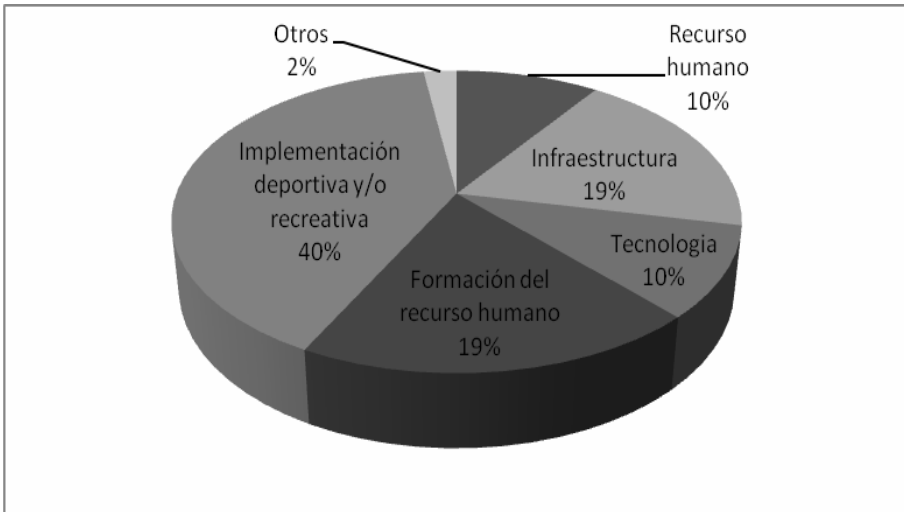 Otros
2%
Recurso
humano
10%
Infraestructura
19%
Tecnologia
10%
Formación del
recurso humano
19%
Implementación
deportiva y/o
recreativa
40%